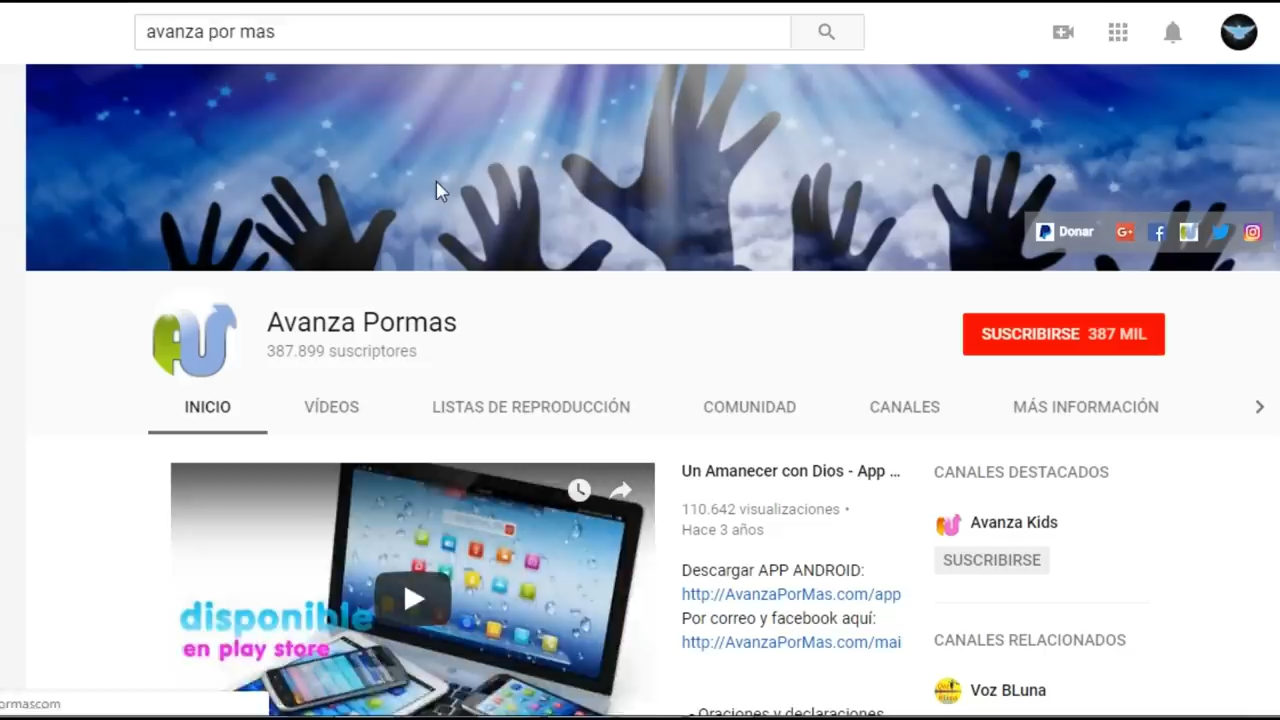 avanza por mas
Donar
Avanza Pormas
387.899 suscriptores
SUSCRIBIRSE 387 MIL
INICIO
VÍDEOS
LISTAS DE REPRODUCCIÓN
COMUNIDAD
CANALES
MÁS INFORMACIÓN
disponible
en play store
Un Amanecer con Dios - App ...
110.642 visualizaciones •
Hace 3 años
Descargar APP ANDROID:
http://AvanzaPorMas.com/app
Por correo y facebook aquí:
http://AvanzaPorMas.com/mai
- Oraciones y declaraciones
CANALES DESTACADOS
Avanza Kids
SUSCRIBIRSE
CANALES RELACIONADOS
Voz BLuna
ormascom